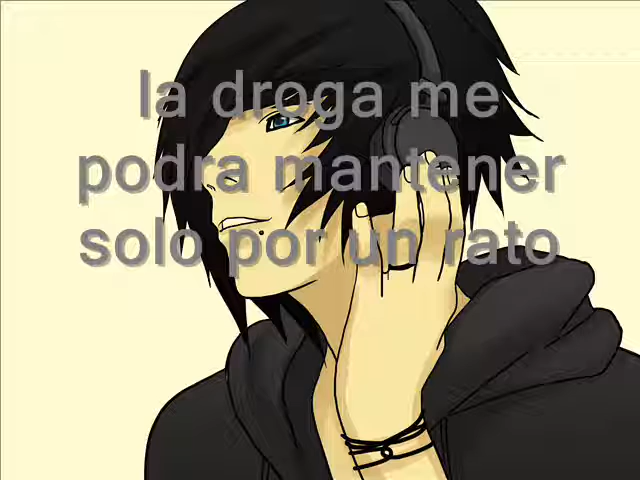 la droga me
podra mantener
solo por un rato